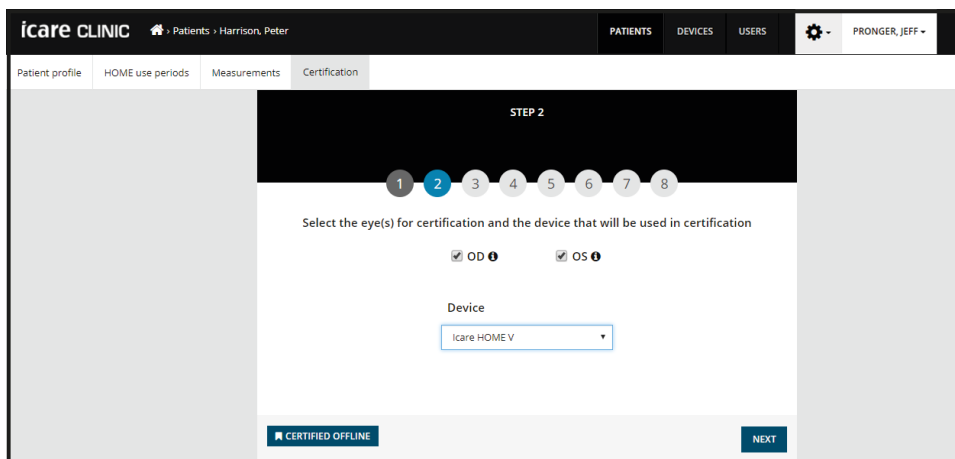 icare CLINIC › Patients › Harrison, Peter PATIENTS DEVICES USERS PRONGER, JEFF
Patient profile HOME use periods Measurements Certification
STEP 2
1 2 3 4 5 6 7 8
Select the eye(s) for certification and the device that will be used in certification
OD OS
Device
Icare HOME V
CERTIFIED OFFLINE NEXT